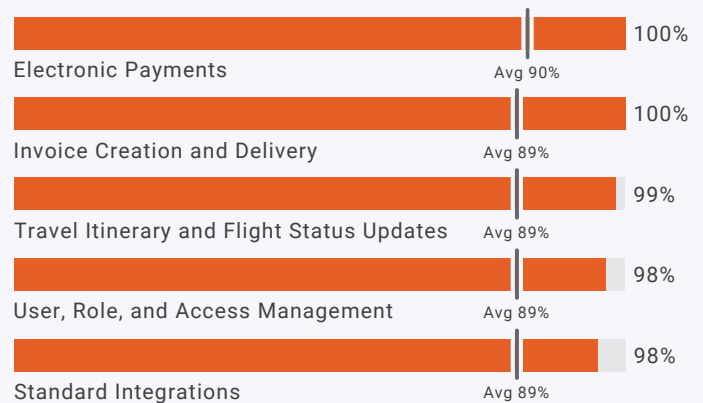 100%
Electronic Payments
Avg 90%
100%
Invoice Creation and Delivery
Avg 89%
99%
Travel Itinerary and Flight Status Updates
Avg 89%
98%
User, Role, and Access Management
Avg 89%
98%
Standard Integrations
Avg 89%